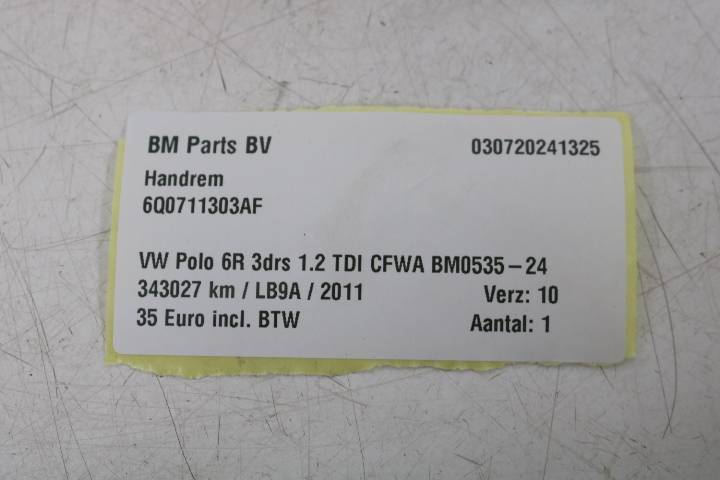 BM Parts BV 030720241325
Handrem
6Q0711303AF
VW Polo 6R 3drs 1.2 TDI CFWA BM0535-24
343027 km / LB9A / 2011 Verz: 10
35 Euro incl. BTW Aantal: 1